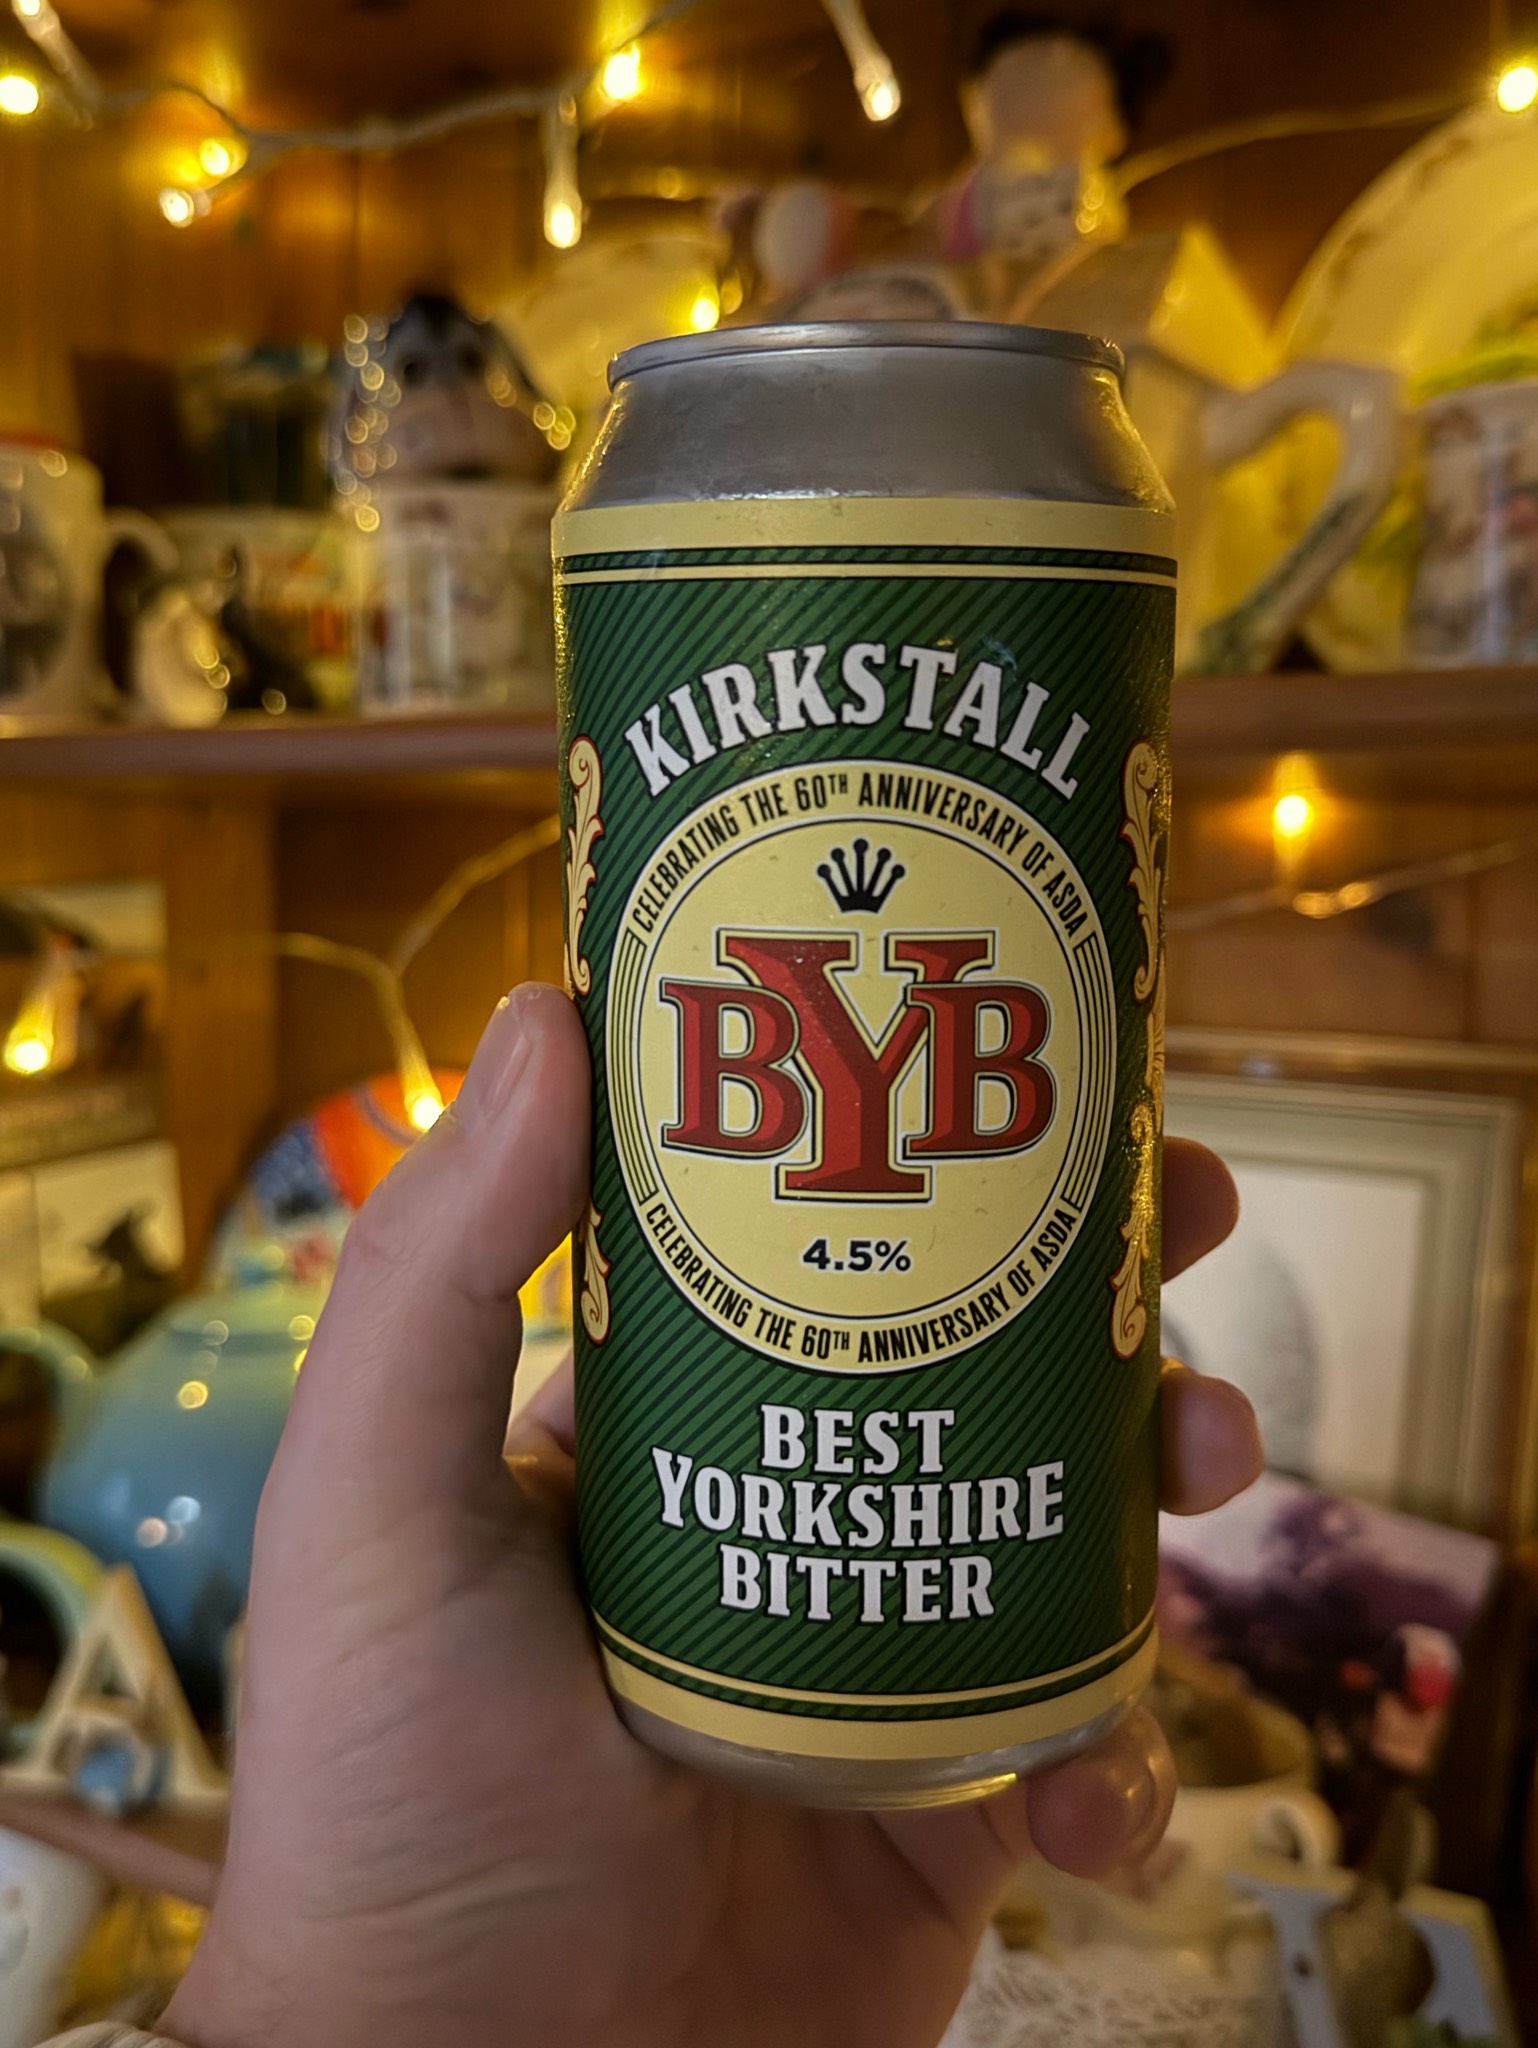 KIRKSTALL
CELEBRATING THE 60TH ANNIVERSARY OF ASDA
BYB
4.5%
CELEBRATING THE 60TH ANNIVERSARY OF ASDA
BEST
YORKSHIRE
BITTER
A